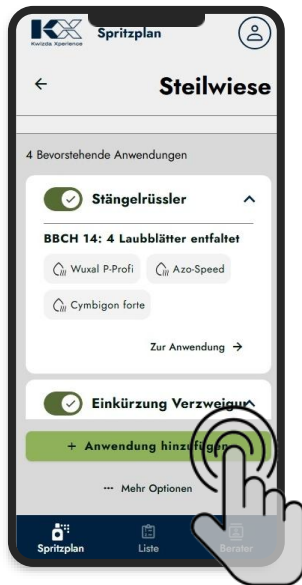 KX
Kwizda Xperience
Spritzplan
← Steilwiese
4 Bevorstehende Anwendungen
Stängelrüssler
BBCH 14: 4 Laubblätter entfaltet
Wuxal P-Profi Azo-Speed
Cymbigon forte
Zur Anwendung →
Einkürzung
+ Anwendung hinzufügen
··· Mehr Optionen
Spritzplan Liste Berater